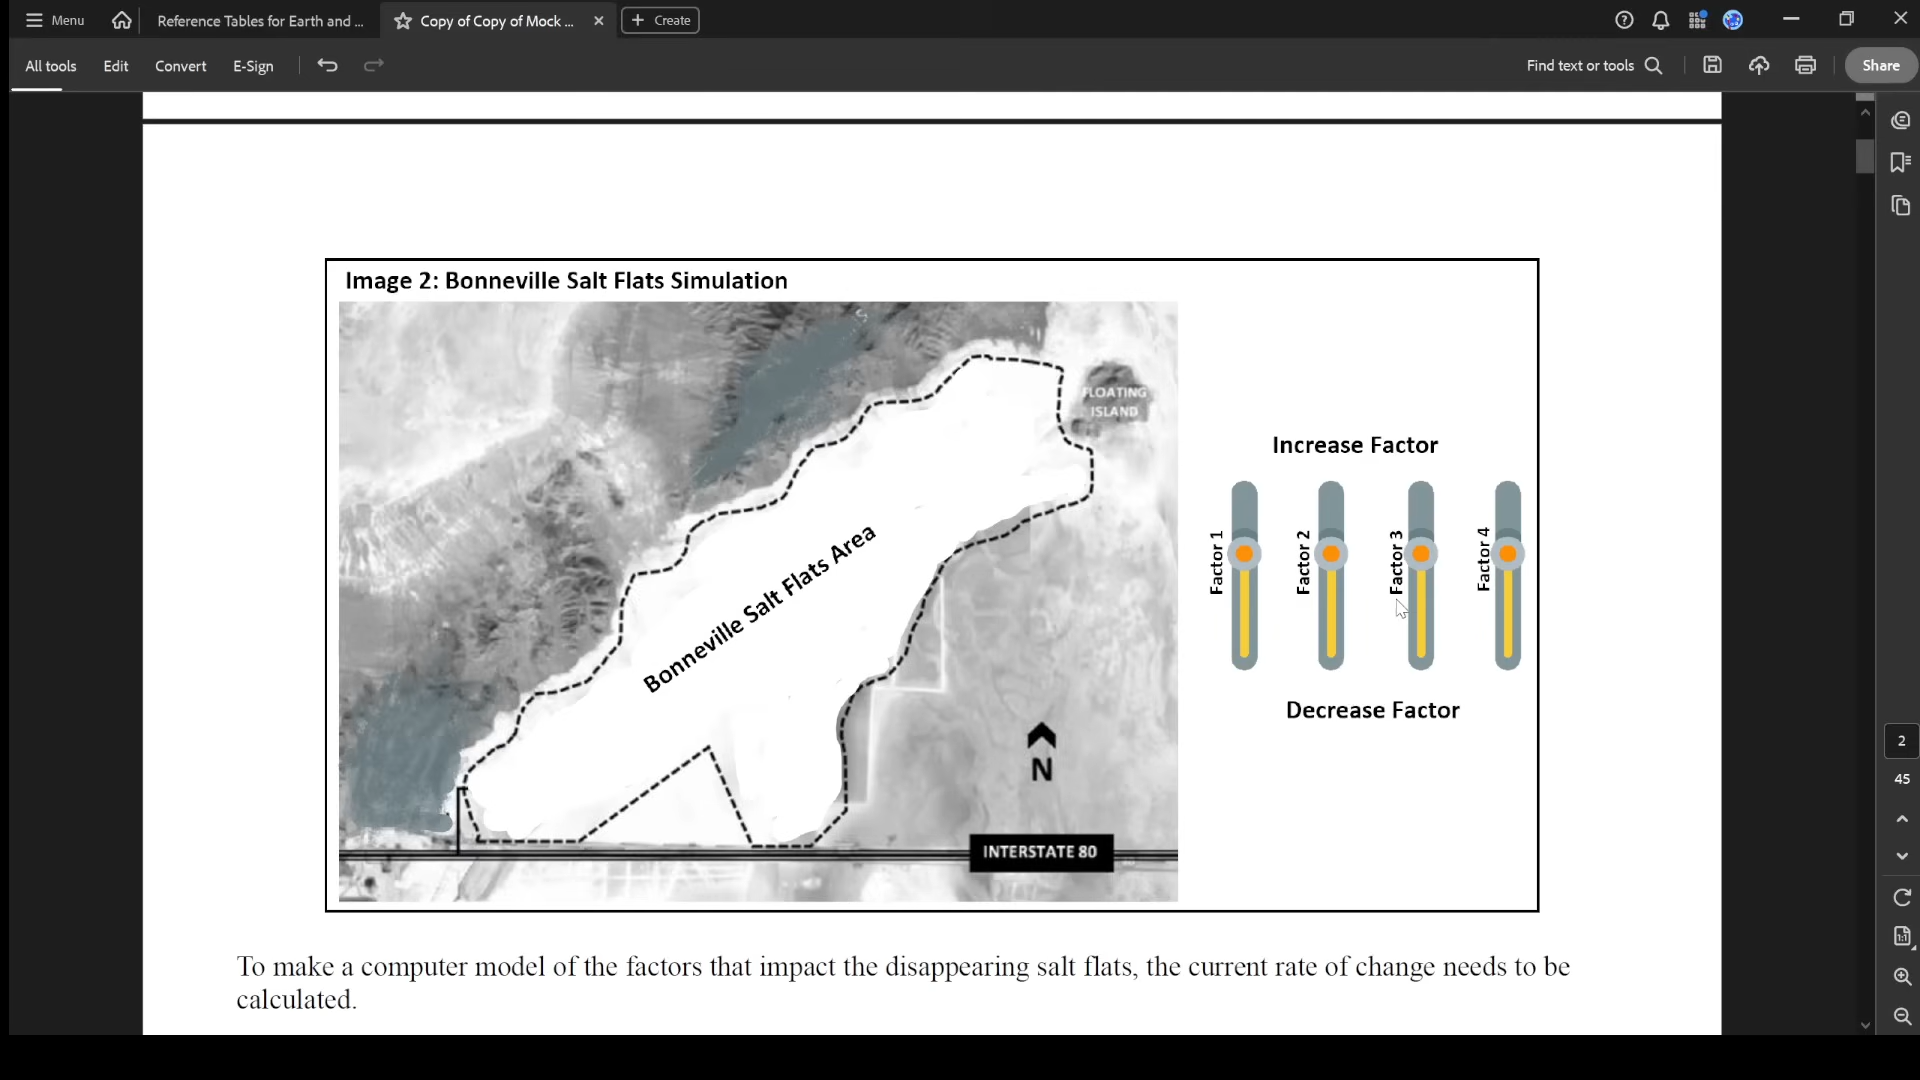 Menu
Reference Tables for Earth and ...
Copy of Copy of Mock ...
Create
All tools
Edit
Convert
E-Sign
Find text or tools
Share
Image 2: Bonneville Salt Flats Simulation
FLOATING
ISLAND
Bonneville Salt Flats Area
N
INTERSTATE 80
Increase Factor
Factor 1
Factor 2
Factor 3
Factor 4
Decrease Factor
To make a computer model of the factors that impact the disappearing salt flats, the current rate of change needs to be
calculated.
2
45
1:1